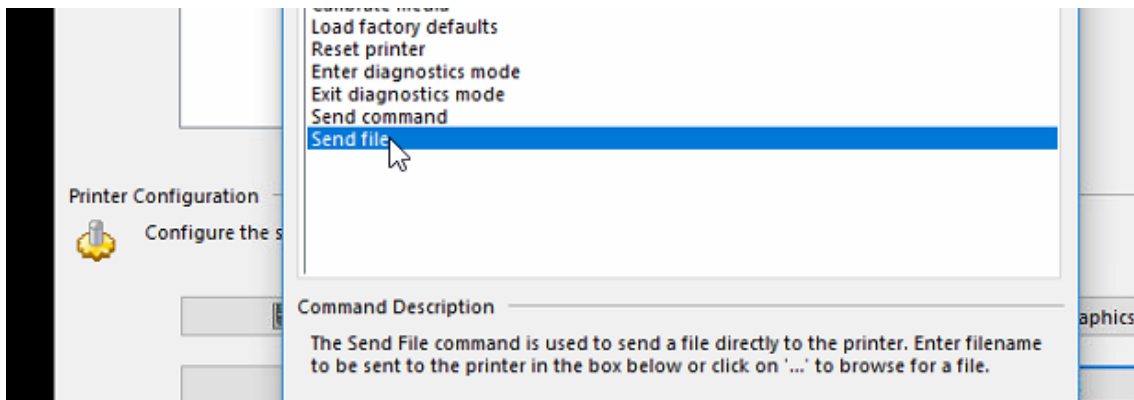 Calibrate media
Load factory defaults
Reset printer
Enter diagnostics mode
Exit diagnostics mode
Send command
Send file
Printer Configuration
Configure the s
Command Description
aphics
The Send File command is used to send a file directly to the printer. Enter filename
to be sent to the printer in the box below or click on '...' to browse for a file.